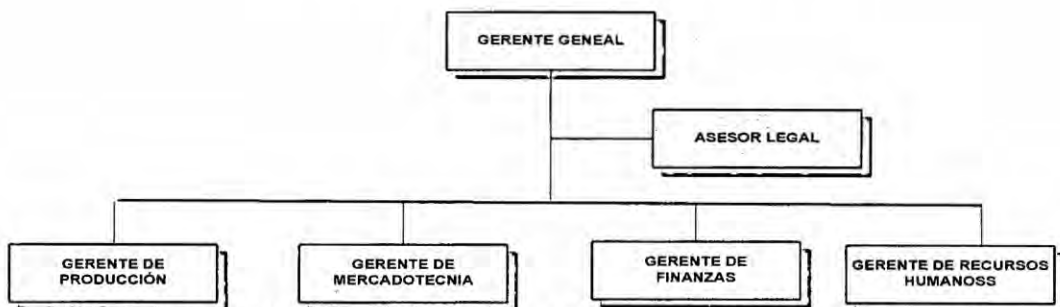 GERENTE GENEAL
ASESOR LEGAL
GERENTE DE
PRODUCCIÓN
GERENTE DE
MERCADOTECNIA
GERENTE DE
FINANZAS
GERENTE DE RECURSOS
HUMANOSS